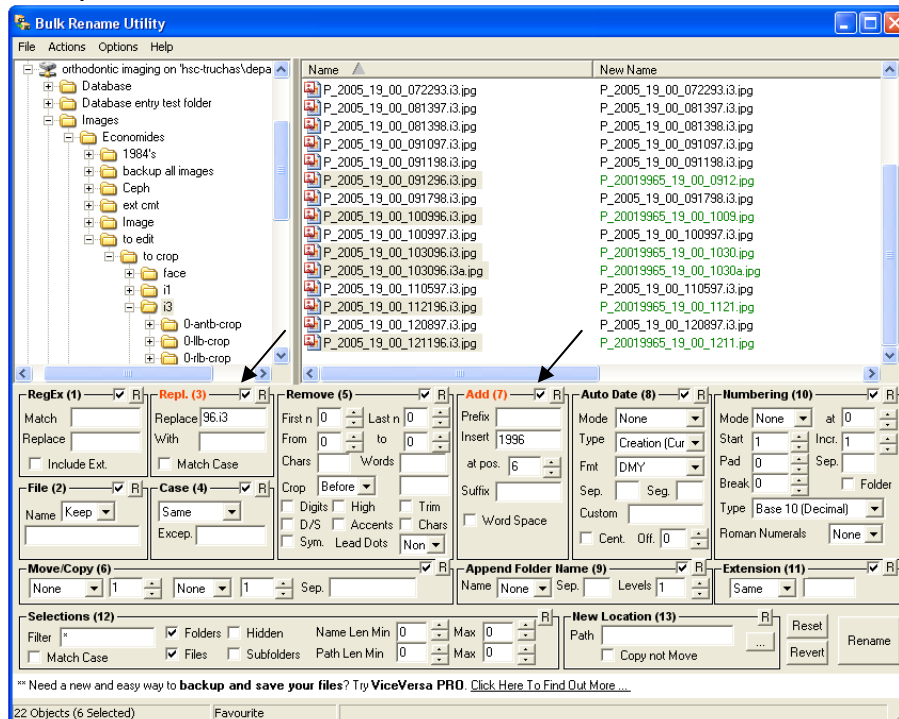 Bulk Rename Utility
File Actions Options Help
orthodontic imaging on 'hsc-truchas\depa
Database
Database entry test folder
Images
Economides
1984's
backup all images
Ceph
ext cmt
Image
to edit
to crop
face
i1
i3
0-antb-crop
0-llb-crop
0-rlb-crop
Name New Name
P_2005_19_00_072293.i3.jpg P_2005_19_00_072293.i3.jpg
P_2005_19_00_081397.i3.jpg P_2005_19_00_081397.i3.jpg
P_2005_19_00_081398.i3.jpg P_2005_19_00_081398.i3.jpg
P_2005_19_00_091097.i3.jpg P_2005_19_00_091097.i3.jpg
P_2005_19_00_091198.i3.jpg P_2005_19_00_091198.i3.jpg
P_2005_19_00_091296.i3.jpg P_20019965_19_00_0912.jpg
P_2005_19_00_091798.i3.jpg P_2005_19_00_091798.i3.jpg
P_2005_19_00_100996.i3.jpg P_20019965_19_00_1009.jpg
P_2005_19_00_100997.i3.jpg P_2005_19_00_100997.i3.jpg
P_2005_19_00_103096.i3.jpg P_20019965_19_00_1030.jpg
P_2005_19_00_103096.i3a.jpg P_20019965_19_00_1030a.jpg
P_2005_19_00_110597.i3.jpg P_2005_19_00_110597.i3.jpg
P_2005_19_00_112196.i3.jpg P_20019965_19_00_1121.jpg
P_2005_19_00_120897.i3.jpg P_2005_19_00_120897.i3.jpg
P_2005_19_00_121196.i3.jpg P_20019965_19_00_1211.jpg
RegEx (1) R
Match
Replace
Include Ext.
Repl. (3) R
Replace 96.i3
With
Match Case
Remove (5) R
First n 0 Last n 0
From 0 to 0
Chars Words
Crop Before
Digits High Trim
D/S Accents Chars
Sym. Lead Dots Non
Add (7) R
Prefix
Insert 1996
at pos. 6
Suffix
Word Space
Auto Date (8) R
Mode None
Type Creation (Cur
Fmt DMY
Sep. Seg.
Custom
Cent. Off. 0
Numbering (10) R
Mode None at 0
Start 1 Incr. 1
Pad 0 Sep.
Break 0 Folder
Type Base 10 (Decimal)
Roman Numerals None
File (2) R
Name Keep
Case (4) R
Same
Excep.
Move/Copy (6) R
None 1 None 1 Sep.
Append Folder Name (9) R
Name None Sep. Levels 1
Extension (11) R
Same
Selections (12) R
Filter * Folders Hidden Name Len Min 0 Max 0
Match Case Files Subfolders Path Len Min 0 Max 0
New Location (13) R
Path ...
Copy not Move
Reset
Revert
Rename
** Need a new and easy way to backup and save your files? Try ViceVersa PRO. Click Here To Find Out More ...
22 Objects (6 Selected) Favourite